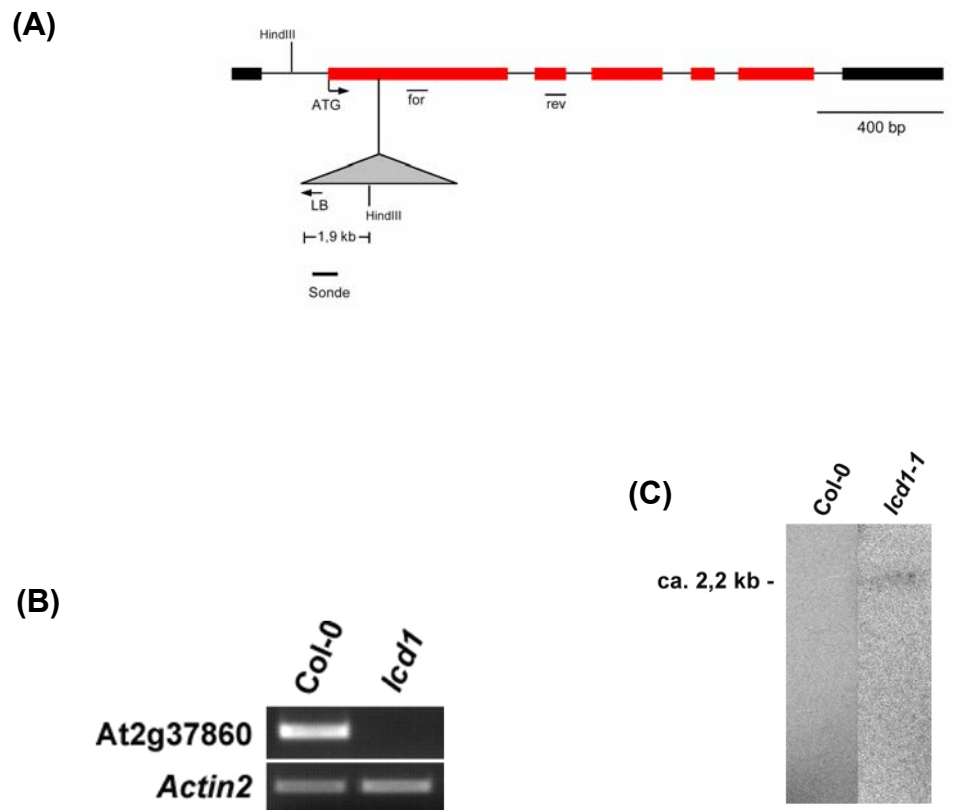 (A)
HindIII
ATG
for
rev
400 bp
LB
HindIII
1,9 kb
Sonde
(C)
Col-0
lcd1-1
ca. 2,2 kb -
(B)
Col-0
lcd1
At2g37860
Actin2